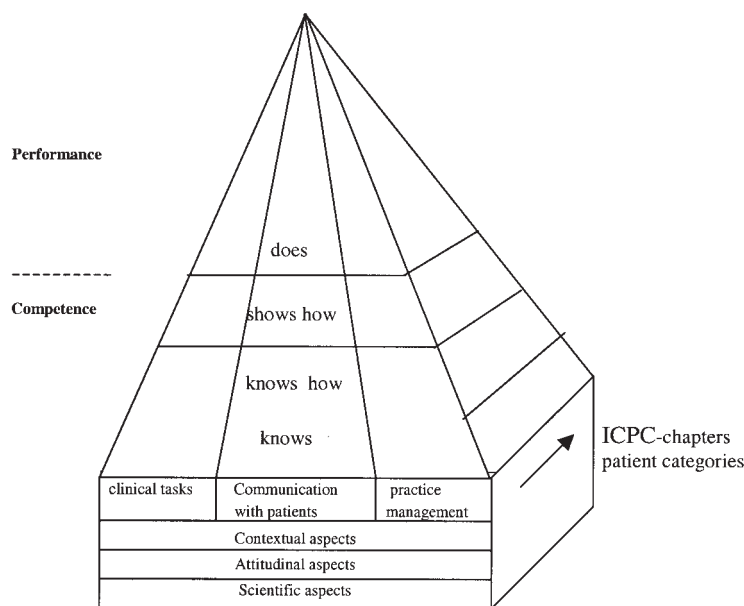 Performance
does
Competence
shows how
knows how
knows
ICPC-chapters
patient categories
clinical tasks
Communication
with patients
practice
management
Contextual aspects
Attitudinal aspects
Scientific aspects